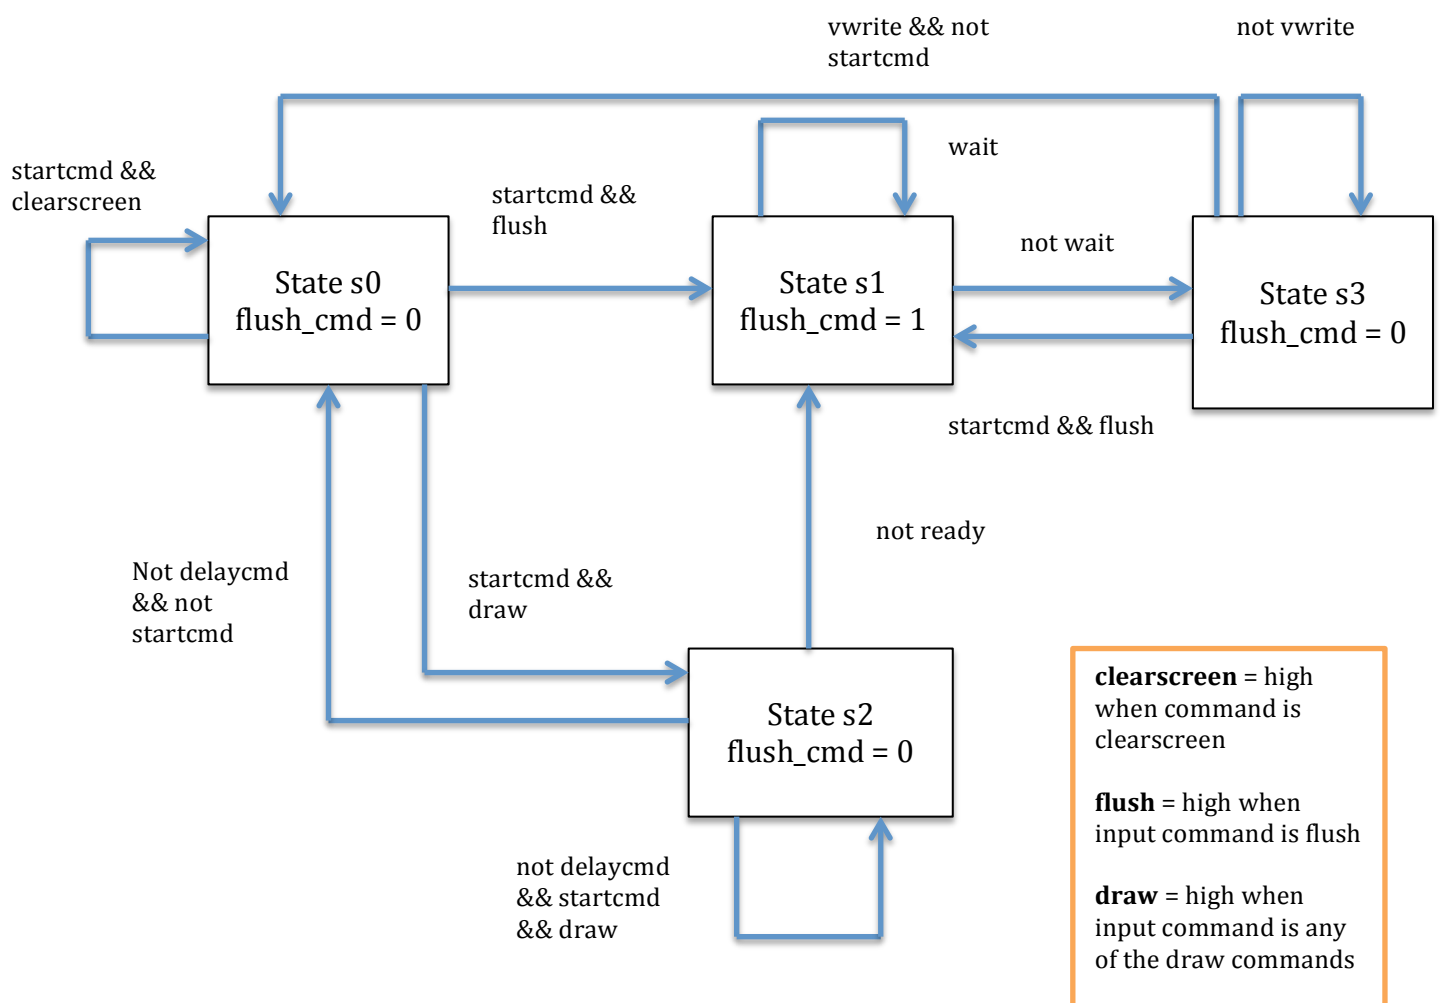 vwrite && not
startcmd
not vwrite
wait
startcmd &&
clearscreen
startcmd &&
flush
not wait
State s0
flush_cmd = 0
State s1
flush_cmd = 1
State s3
flush_cmd = 0
startcmd && flush
not ready
Not delaycmd
&& not
startcmd
startcmd &&
draw
State s2
flush_cmd = 0
not delaycmd
&& startcmd
&& draw
clearscreen = high
when command is
clearscreen
flush = high when
input command is flush
draw = high when
input command is any
of the draw commands